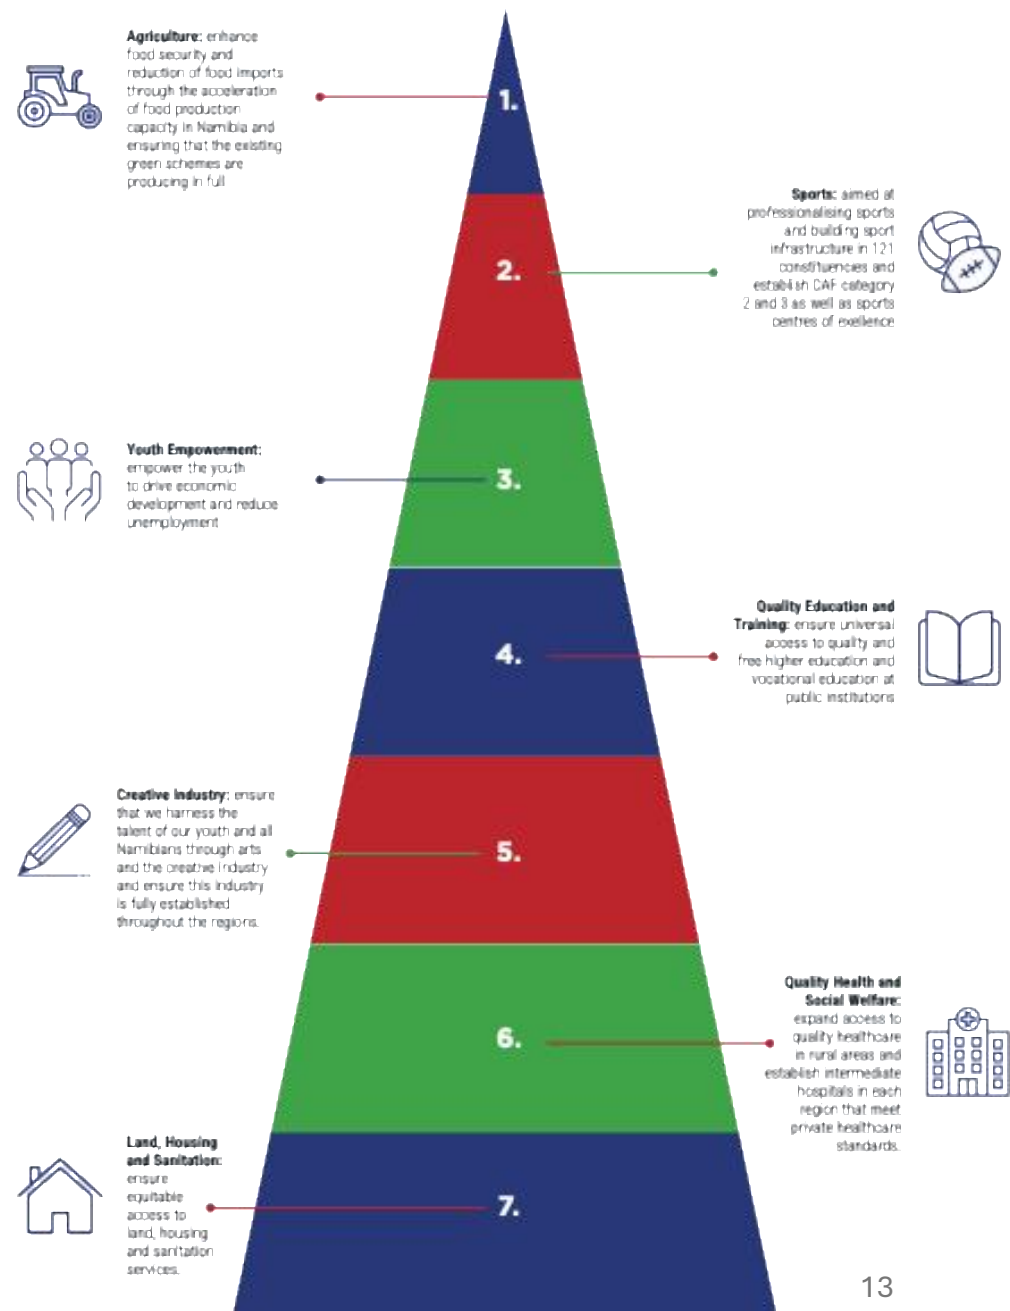 Agriculture: enhance
food security and
reduction of food imports
through the acceleration
of food production
capacity in Namibia and
ensuring that the existing
green schemes are
producing in full
1.
Sports: aimed at
professionalising sports
and building sport
infrastructure in 121
constituencies and
establish CAF category
2 and 3 as well as sports
centres of exellence
2.
Youth Empowerment:
empower the youth
to drive economic
development and reduce
unemployment
3.
Quality Education and
Training: ensure universal
access to quality and
free higher education and
vocational education at
public institutions
4.
Creative Industry: ensure
that we harness the
talent of our youth and all
Namibians through arts
and the creative industry
and ensure this industry
is fully established
throughout the regions.
5.
Quality Health and
Social Welfare:
expand access to
quality healthcare
in rural areas and
establish intermediate
hospitals in each
region that meet
private healthcare
standards.
6.
Land, Housing
and Sanitation:
ensure
equitable
access to
land, housing
and sanitation
services.
7.
13